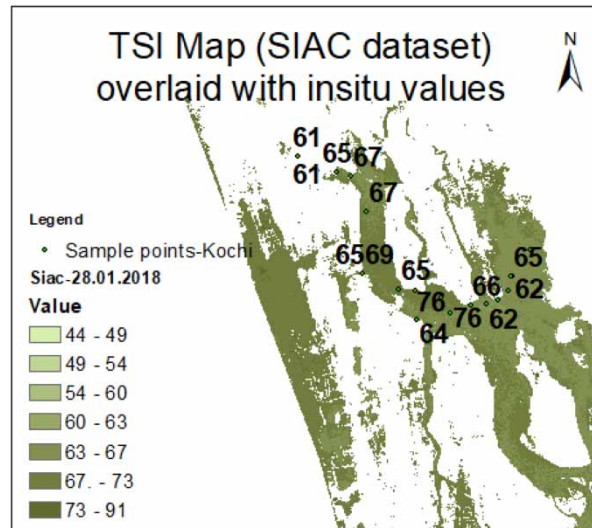 TSI Map (SIAC dataset)
overlaid with insitu values
N
61
61
65
67
67
65
69
65
65
66
62
76
76
62
64
Legend
Sample points-Kochi
Siac-28.01.2018
Value
44 - 49
49 - 54
54 - 60
60 - 63
63 - 67
67. - 73
73 - 91